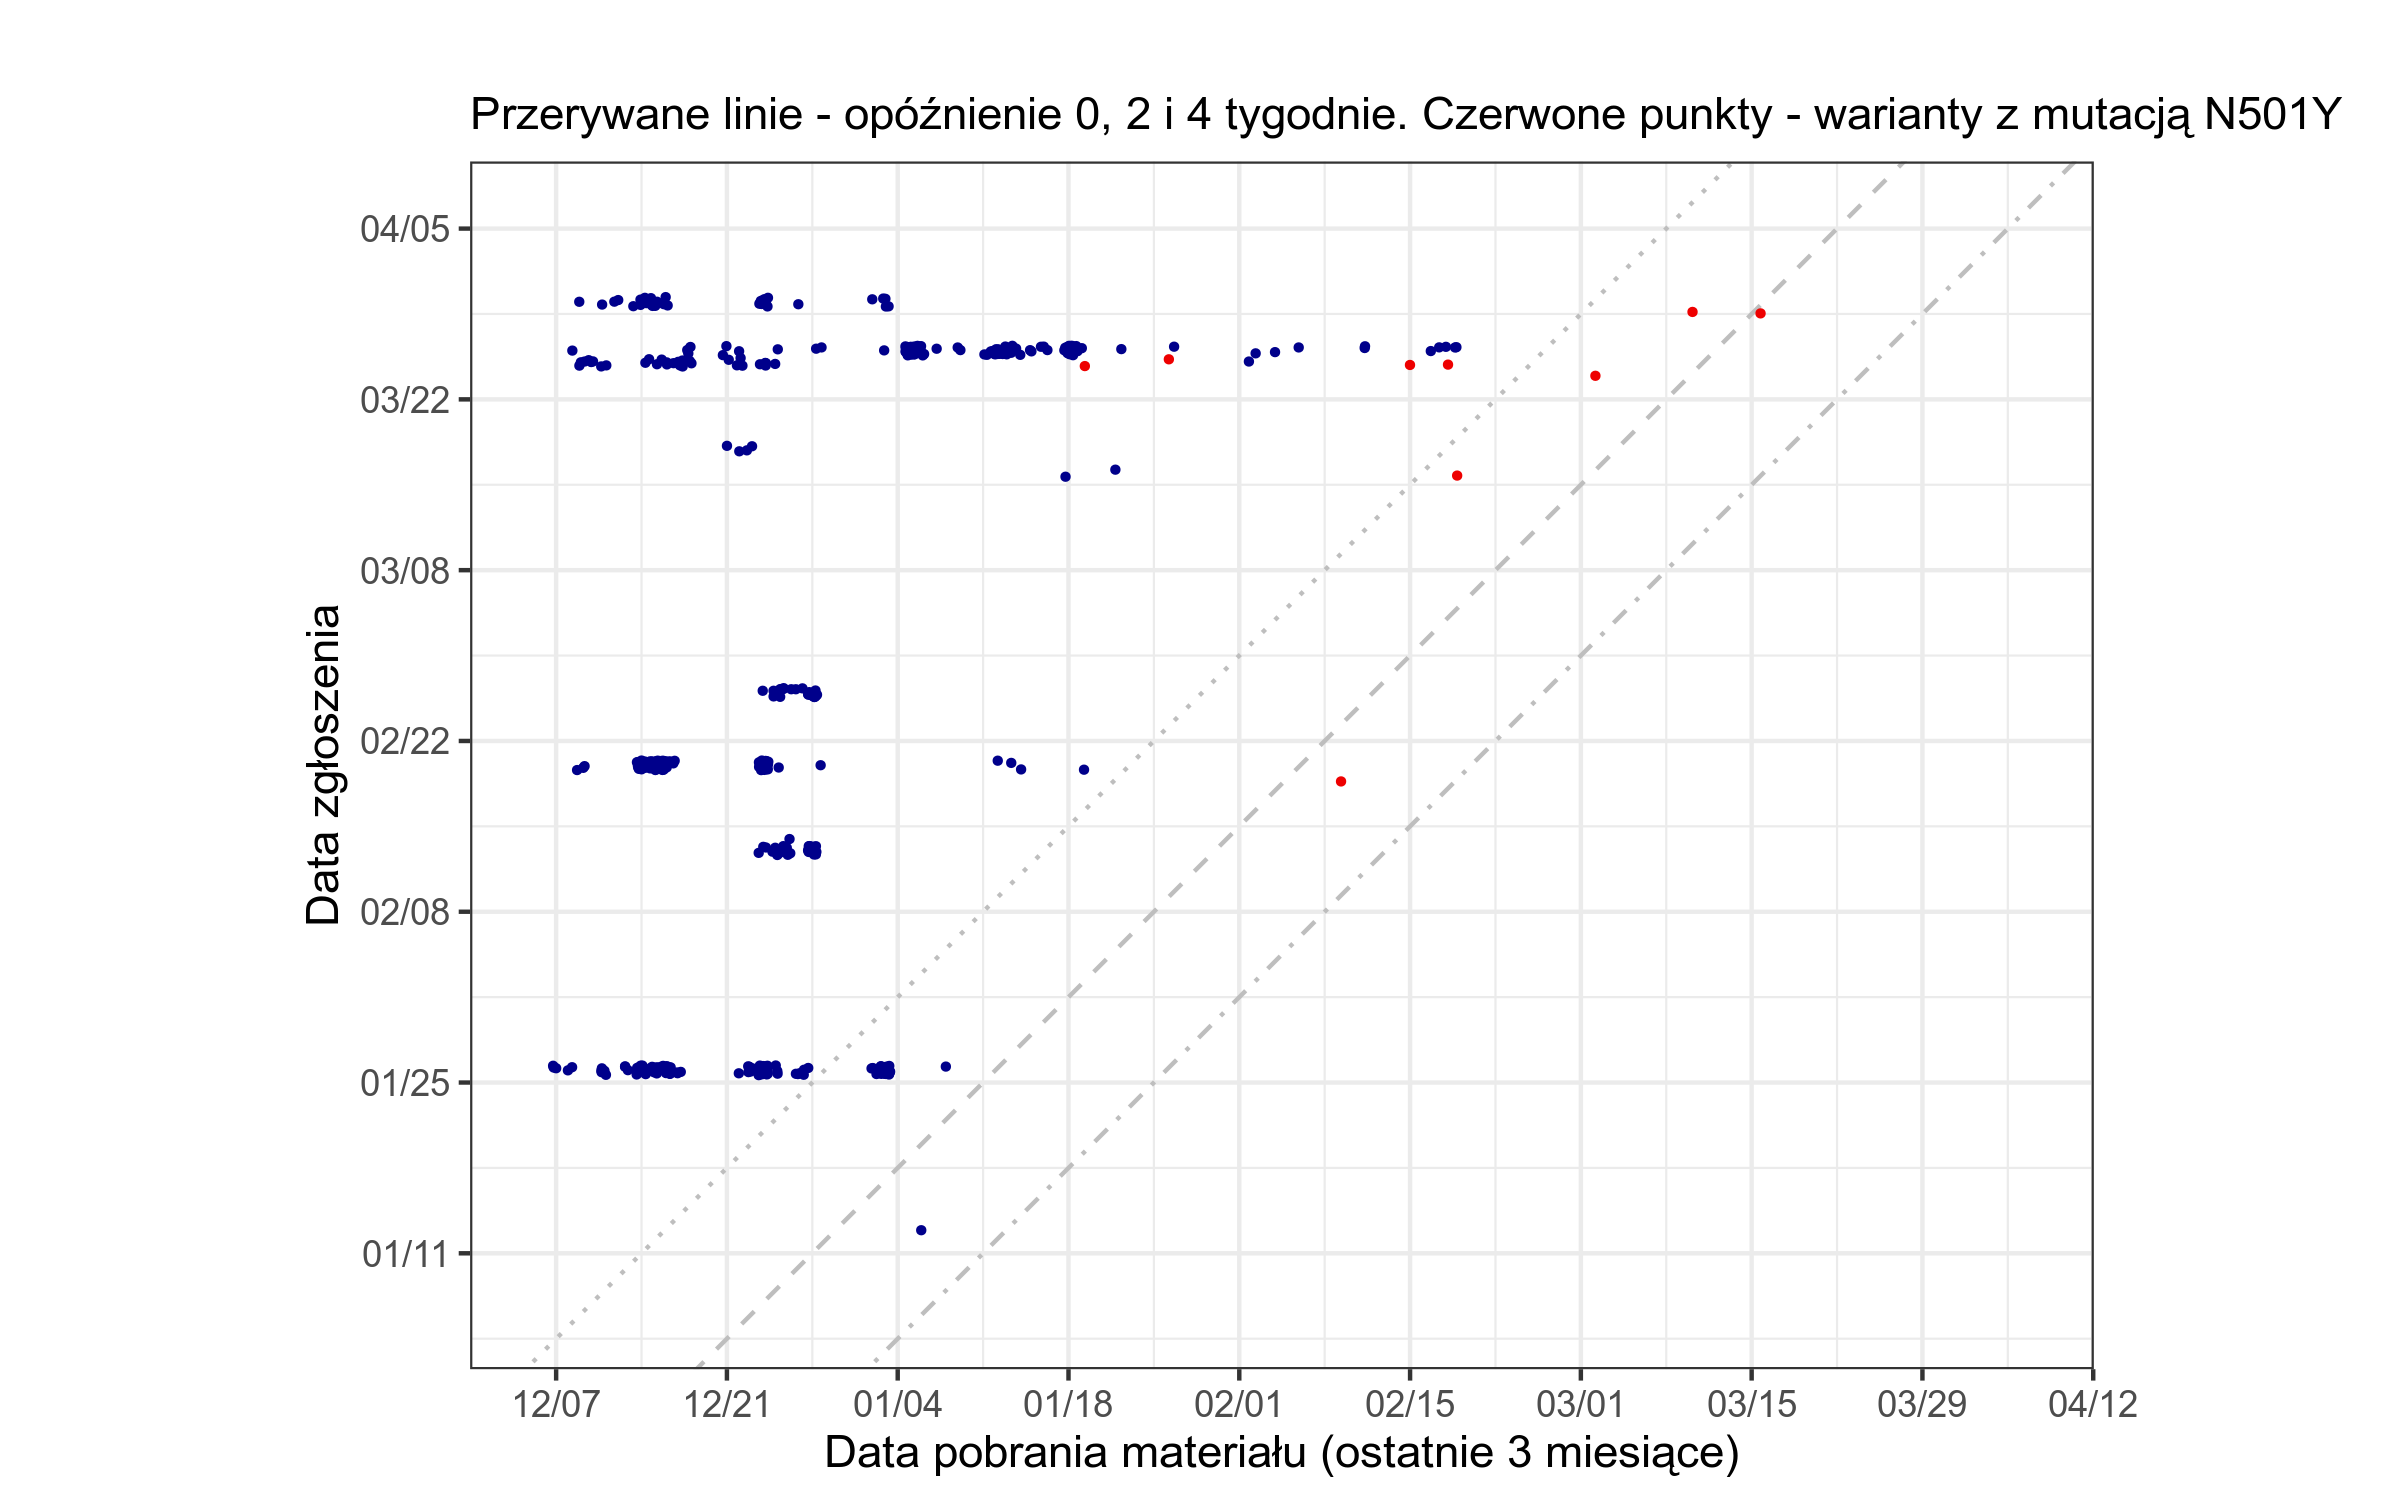 Przerywane linie - opóźnienie 0, 2 i 4 tygodnie. Czerwone punkty - warianty z mutacją N501Y
Data zgłoszenia
04/05
03/22
03/08
02/22
02/08
01/25
01/11
12/07 12/21 01/04 01/18 02/01 02/15 03/01 03/15 03/29 04/12
Data pobrania materiału (ostatnie 3 miesiące)